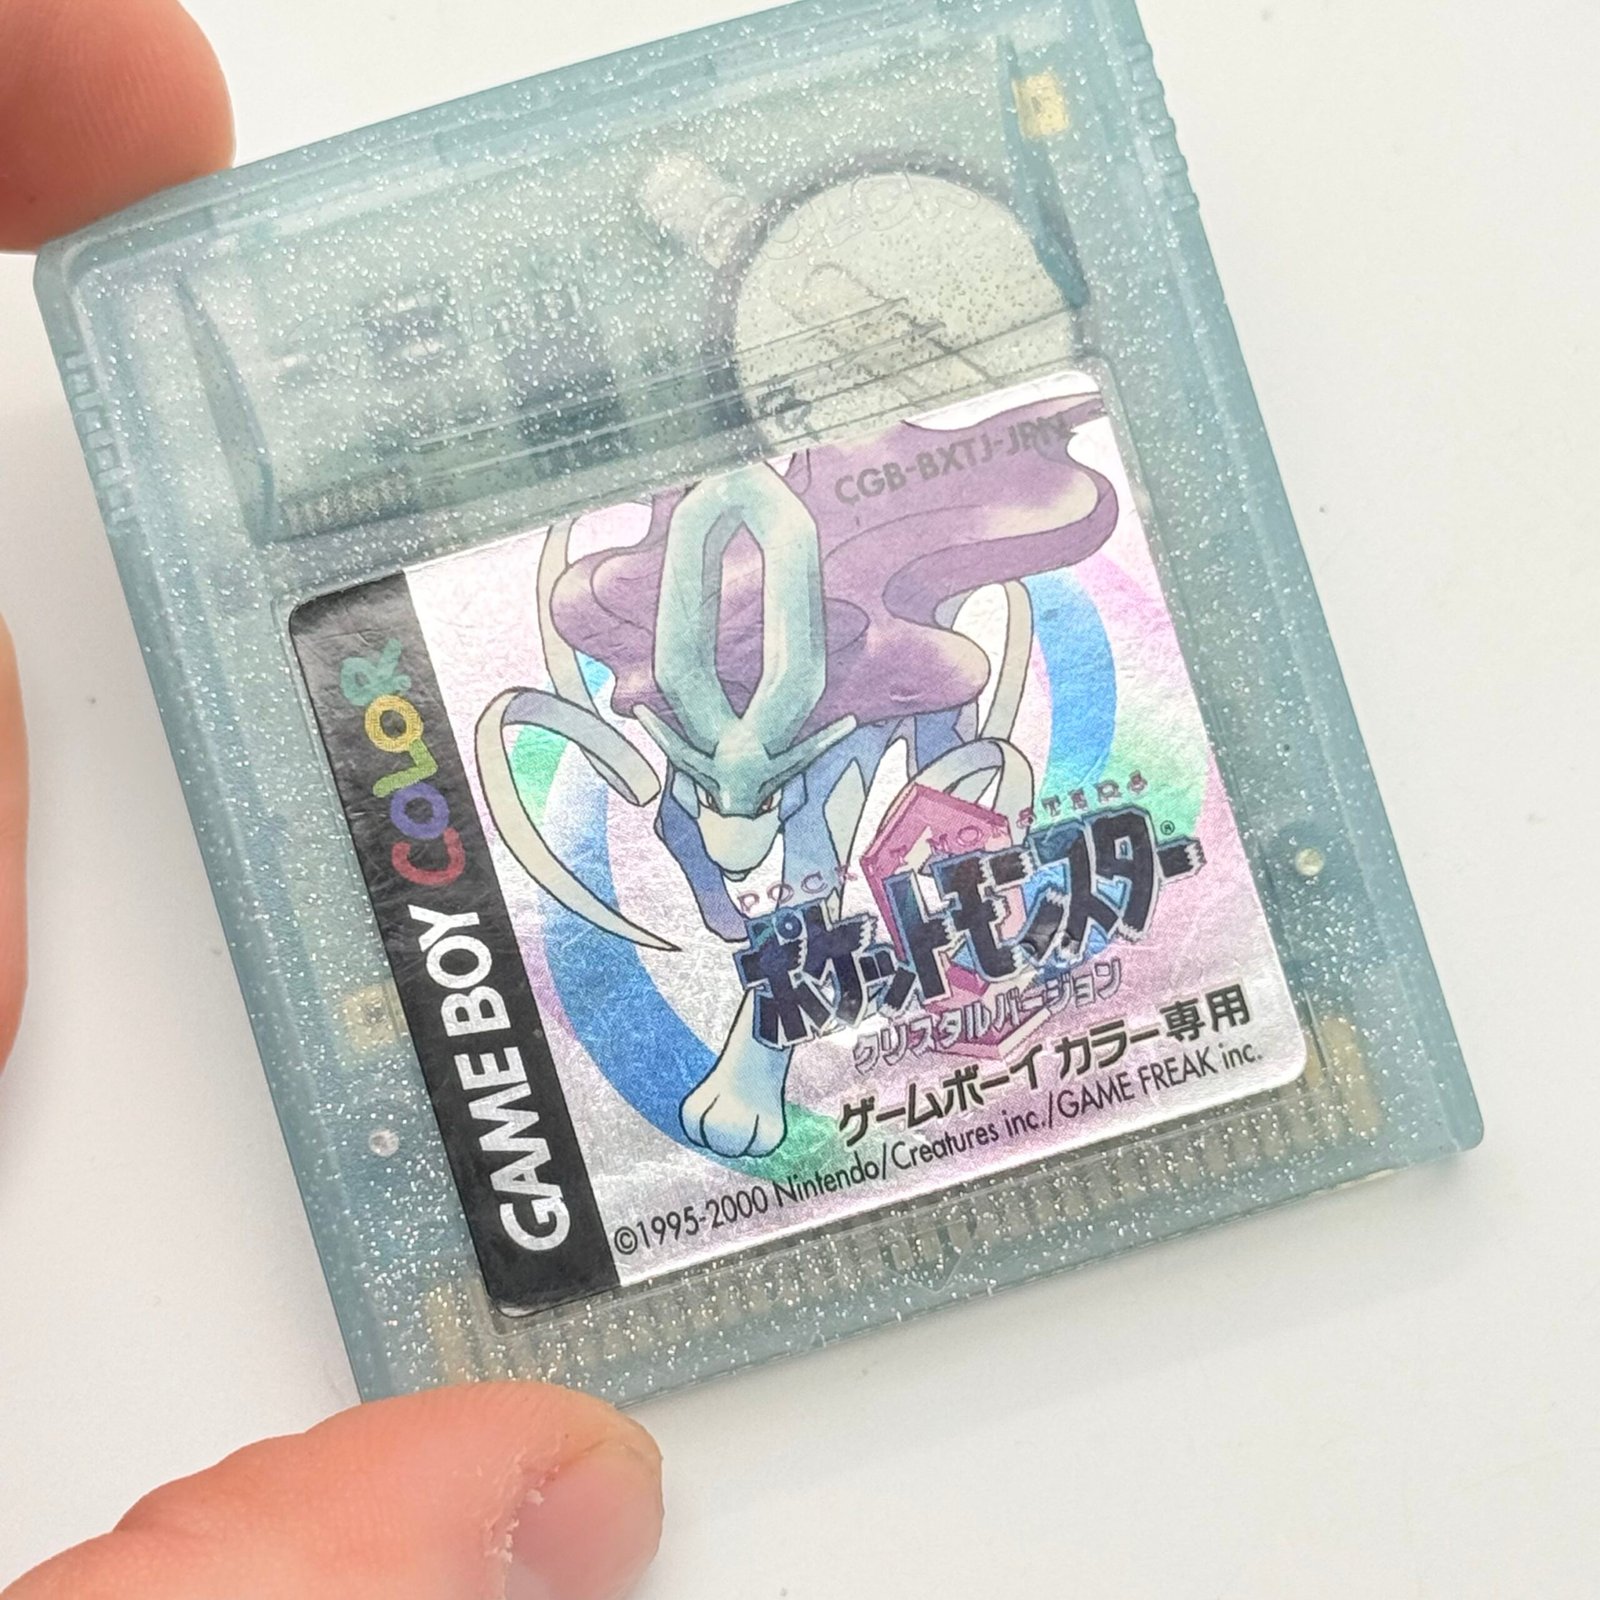 CGB-BXTJ-JPN
GAME BOY COLOR
POCKET MONSTERS
ポケットモンスター®
クリスタルバージョン
ゲームボーイ カラー専用
©1995-2000 Nintendo/Creatures inc./GAME FREAK inc.